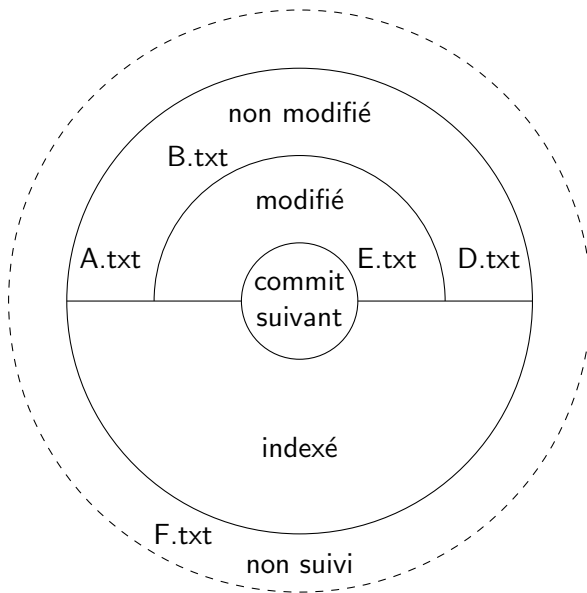 non modifié
B.txt
modifié
A.txt
E.txt
D.txt
commit
suivant
indexé
F.txt
non suivi